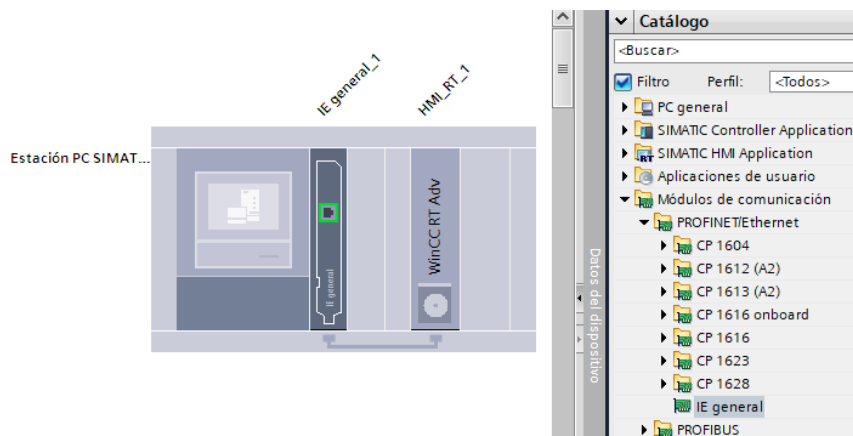 IE general_1
HMI_RT_1
Estación PC SIMAT...
IE general
WinCC RT Adv
Datos del dispositivo
Catálogo
<Buscar>
Filtro Perfil: <Todos>
PC general
SIMATIC Controller Application
SIMATIC HMI Application
RT
Aplicaciones de usuario
Módulos de comunicación
PROFINET/Ethernet
CP 1604
CP 1612 (A2)
CP 1613 (A2)
CP 1616 onboard
CP 1616
CP 1623
CP 1628
IE general
PROFIBUS